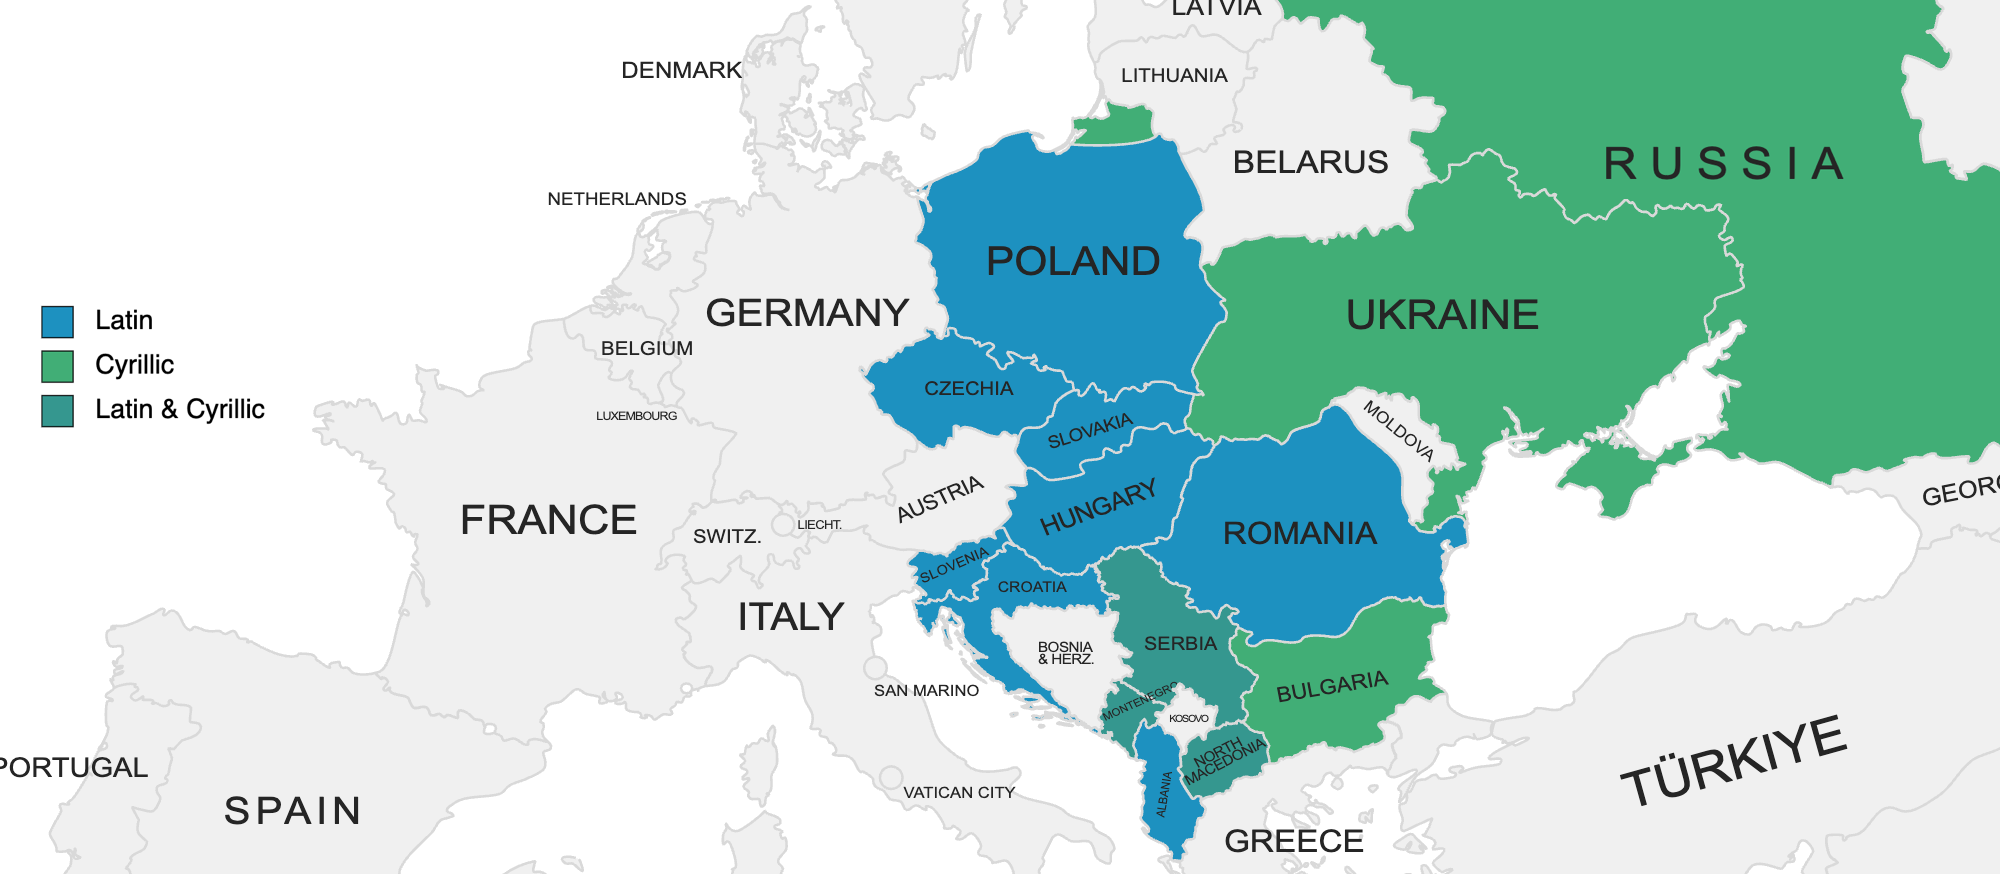 LATVIA
DENMARK
LITHUANIA
BELARUS
RUSSIA
NETHERLANDS
POLAND
GERMANY
UKRAINE
Latin
BELGIUM
Cyrillic
CZECHIA
Latin & Cyrillic
LUXEMBOURG
SLOVAKIA
MOLDOVA
AUSTRIA
HUNGARY
GEORG
FRANCE
SWITZ.
LIECHT.
ROMANIA
SLOVENIA
CROATIA
ITALY
BOSNIA
& HERZ.
SERBIA
SAN MARINO
MONTENEGRO
BULGARIA
KOSOVO
PORTUGAL
NORTH
MACEDONIA
TÜRKIYE
SPAIN
VATICAN CITY
ALBANIA
GREECE